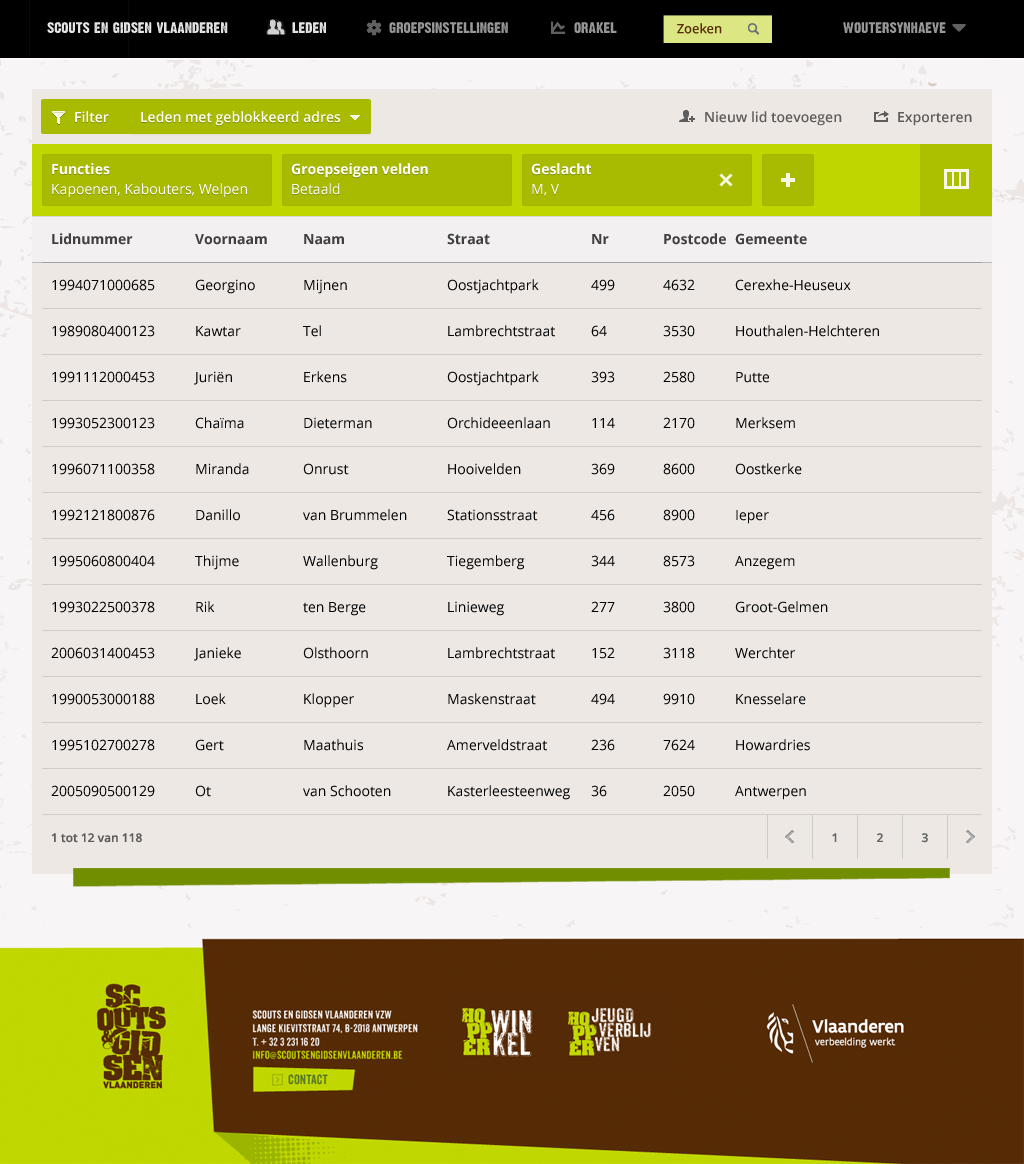 SCOUTS EN GIDSEN VLAANDEREN LEDEN GROEPSINSTELLINGEN ORAKEL Zoeken WOUTERSYNHAEVE
Filter Leden met geblokkeerd adres Nieuw lid toevoegen Exporteren
Functies Groepseigen velden Geslacht
Kapoenen, Kabouters, Welpen Betaald M, V
Lidnummer Voornaam Naam Straat Nr Postcode Gemeente
1994071000685 Georgino Mijnen Oostjachtpark 499 4632 Cerexhe-Heuseux
1989080400123 Kawtar Tel Lambrechtstraat 64 3530 Houthalen-Helchteren
1991112000453 Juriën Erkens Oostjachtpark 393 2580 Putte
1993052300123 Chaïma Dieterman Orchideeenlaan 114 2170 Merksem
1996071100358 Miranda Onrust Hooivelden 369 8600 Oostkerke
1992121800876 Danillo van Brummelen Stationsstraat 456 8900 Ieper
1995060800404 Thijme Wallenburg Tiegemberg 344 8573 Anzegem
1993022500378 Rik ten Berge Linieweg 277 3800 Groot-Gelmen
2006031400453 Janieke Olsthoorn Lambrechtstraat 152 3118 Werchter
1990053000188 Loek Klopper Maskenstraat 494 9910 Knesselare
1995102700278 Gert Maathuis Amerveldstraat 236 7624 Howardries
2005090500129 Ot van Schooten Kasterleesteenweg 36 2050 Antwerpen
1 tot 12 van 118 1 2 3
SC
OUTS
&GID
SEN
VLAANDEREN
SCOUTS EN GIDSEN VLAANDEREN VZW
LANGE KIEVITSTRAAT 74, B-2018 ANTWERPEN
T. + 32 3 231 16 20
INFO@SCOUTSENGIDSENVLAANDEREN.BE
CONTACT
HOPPER WINKEL
HOPPER JEUGDVERBLIJVEN
Vlaanderen
verbeelding werkt